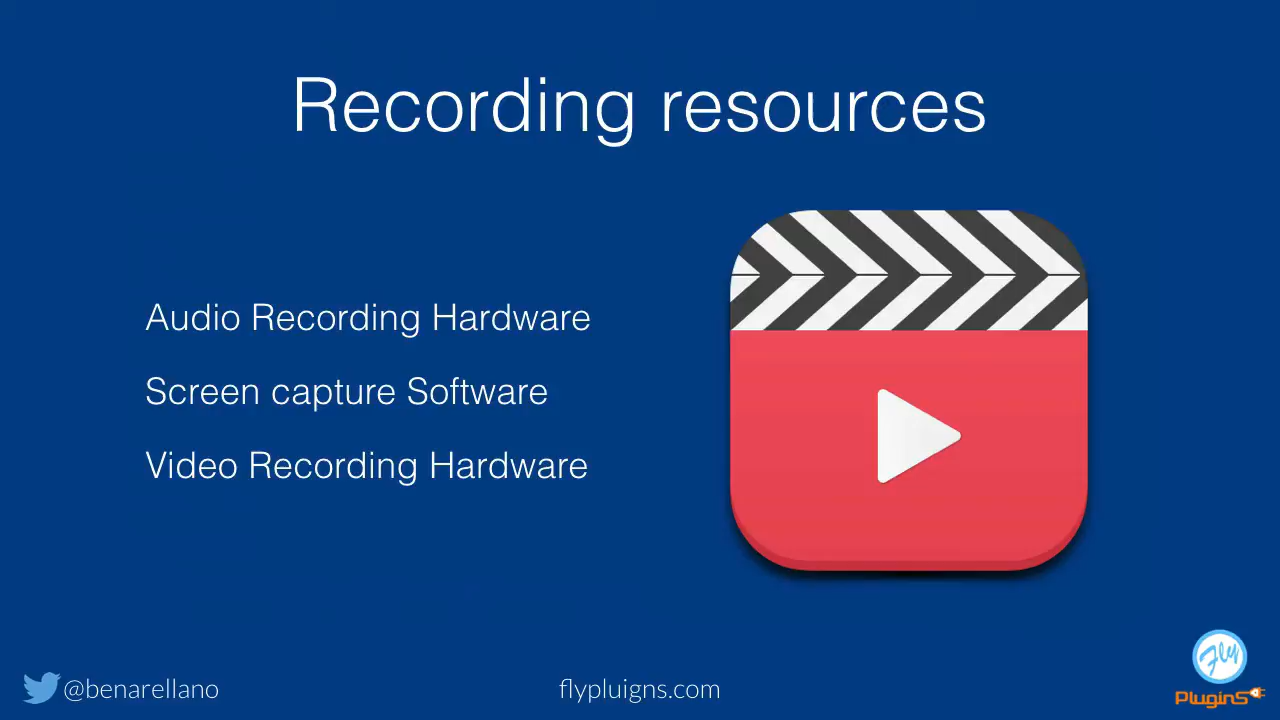 Recording resources
Audio Recording Hardware
Screen capture Software
Video Recording Hardware
@benarellano
flypluigns.com
Fly
PluginS